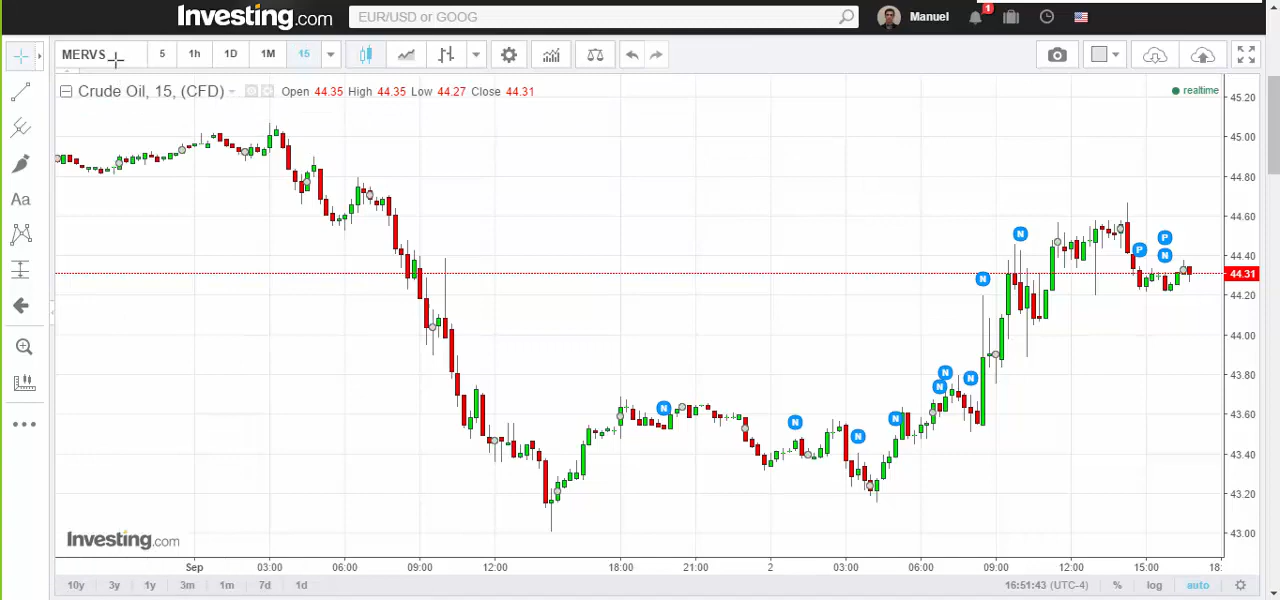 Investing.com EUR/USD or GOOG Manuel 1
MERVS 5 1h 1D 1M 15
Aa
Crude Oil, 15, (CFD) Open 44.35 High 44.35 Low 44.27 Close 44.31 realtime
45.20
45.00
44.80
44.60
N P
P N
44.40
N
44.31
44.20
44.00
N N N
43.80
N N N N
43.60
43.40
43.20
43.00
Investing.com
Sep 03:00 06:00 09:00 12:00 18:00 21:00 2 03:00 06:00 09:00 12:00 15:00 18:
10y 3y 1y 3m 1m 7d 1d 16:51:43 (UTC-4) % log auto